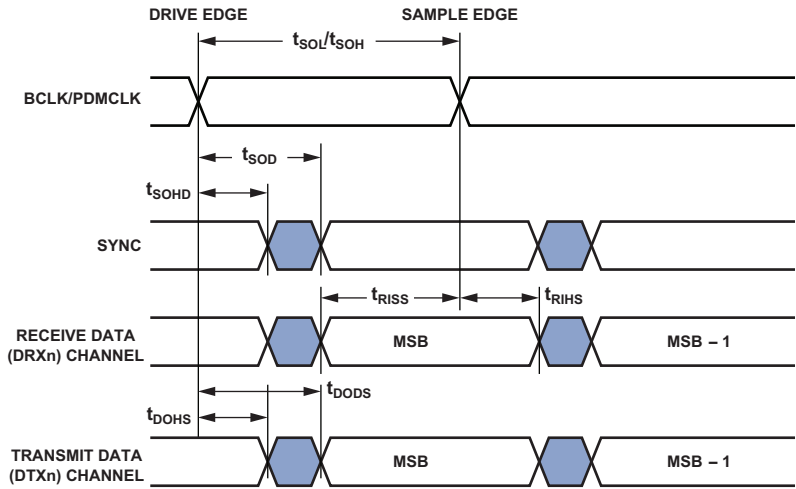 DRIVE EDGE SAMPLE EDGE
tSOL/tSOH
BCLK/PDMCLK
tSOD
tSOHD
SYNC
tRISS tRIHS
RECEIVE DATA
(DRXn) CHANNEL
MSB MSB – 1
tDODS
tDOHS
TRANSMIT DATA
(DTXn) CHANNEL
MSB MSB – 1